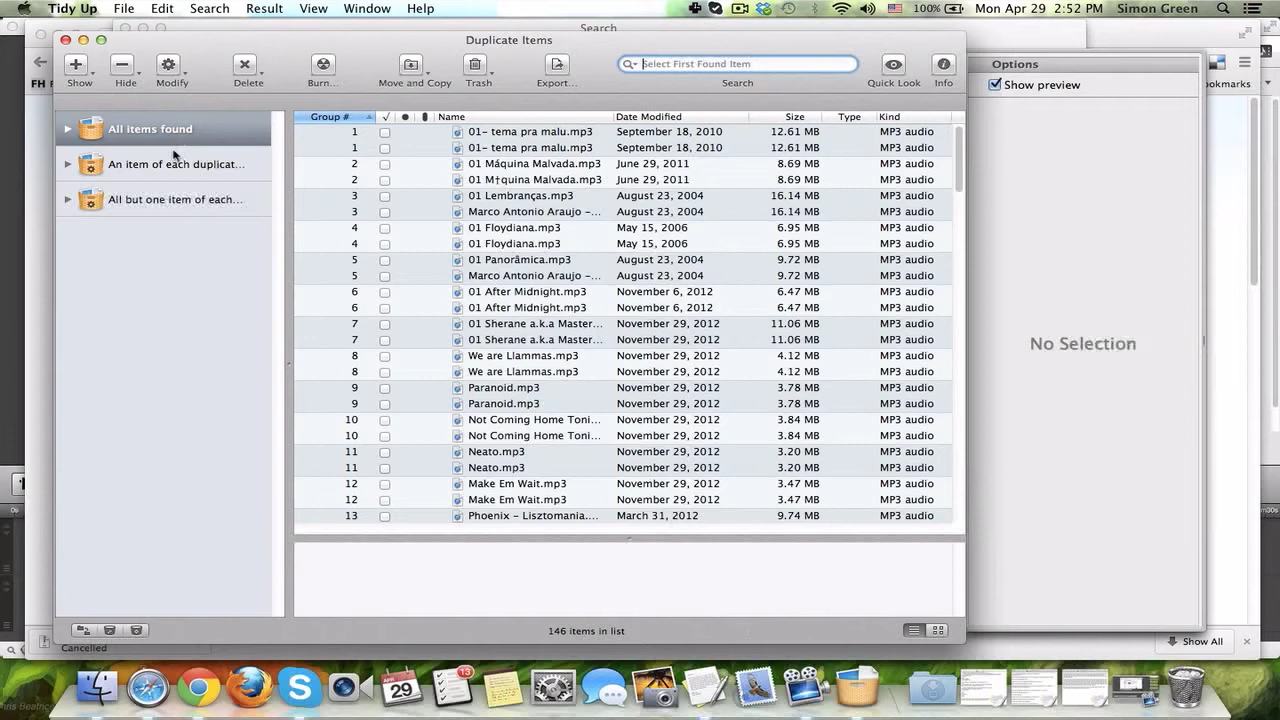 Tidy Up File Edit Search Result View Window Help 100% Mon Apr 29 2:52 PM Simon Green
Search
Duplicate Items
Show Hide Modify Delete Burn... Move and Copy Trash Export... Select First Found Item Search Quick Look Info
Options
Show preview
FH
ookmarks
All items found
An item of each duplicat...
All but one item of each...
Group # ✓ Name Date Modified Size Type Kind
1 01- tema pra malu.mp3 September 18, 2010 12.61 MB MP3 audio
1 01- tema pra malu.mp3 September 18, 2010 12.61 MB MP3 audio
2 01 Máquina Malvada.mp3 June 29, 2011 8.69 MB MP3 audio
2 01 M†quina Malvada.mp3 June 29, 2011 8.69 MB MP3 audio
3 01 Lembranças.mp3 August 23, 2004 16.14 MB MP3 audio
3 Marco Antonio Araujo -... August 23, 2004 16.14 MB MP3 audio
4 01 Floydiana.mp3 May 15, 2006 6.95 MB MP3 audio
4 01 Floydiana.mp3 May 15, 2006 6.95 MB MP3 audio
5 01 Panorâmica.mp3 August 23, 2004 9.72 MB MP3 audio
5 Marco Antonio Araujo -... August 23, 2004 9.72 MB MP3 audio
6 01 After Midnight.mp3 November 6, 2012 6.47 MB MP3 audio
6 01 After Midnight.mp3 November 6, 2012 6.47 MB MP3 audio
7 01 Sherane a.k.a Master... November 29, 2012 11.06 MB MP3 audio
7 01 Sherane a.k.a Master... November 29, 2012 11.06 MB MP3 audio
8 We are Llammas.mp3 November 29, 2012 4.12 MB MP3 audio
8 We are Llammas.mp3 November 29, 2012 4.12 MB MP3 audio
9 Paranoid.mp3 November 29, 2012 3.78 MB MP3 audio
9 Paranoid.mp3 November 29, 2012 3.78 MB MP3 audio
10 Not Coming Home Toni... November 29, 2012 3.84 MB MP3 audio
10 Not Coming Home Toni... November 29, 2012 3.84 MB MP3 audio
11 Neato.mp3 November 29, 2012 3.20 MB MP3 audio
11 Neato.mp3 November 29, 2012 3.20 MB MP3 audio
12 Make Em Wait.mp3 November 29, 2012 3.47 MB MP3 audio
12 Make Em Wait.mp3 November 29, 2012 3.47 MB MP3 audio
13 Phoenix - Lisztomania.... March 31, 2012 9.74 MB MP3 audio
No Selection
0s
m30s
146 items in list
Cancelled
Show All
29
13